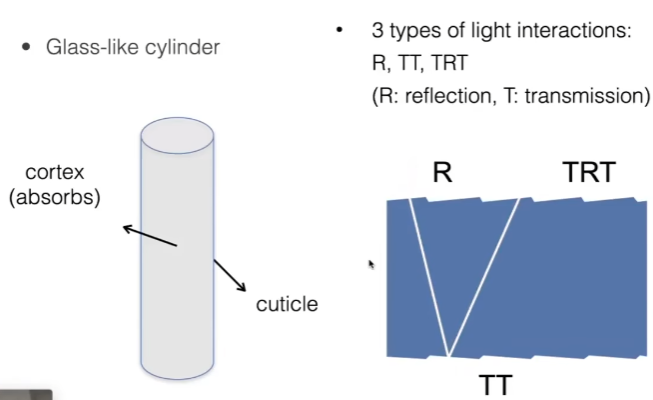 • Glass-like cylinder
• 3 types of light interactions:
R, TT, TRT
(R: reflection, T: transmission)
cortex
(absorbs)
cuticle
R
TRT
TT